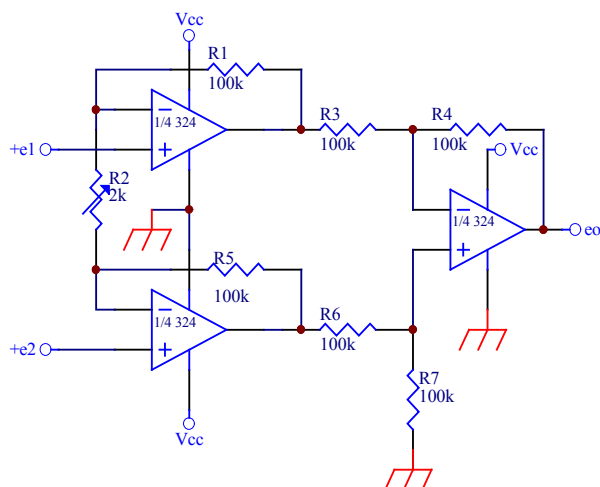 Vcc
R1
100k
1/4 324
+e1
R2
2k
R3
100k
R4
100k
Vcc
1/4 324
eo
R5
100k
1/4 324
+e2
R6
100k
R7
100k
Vcc